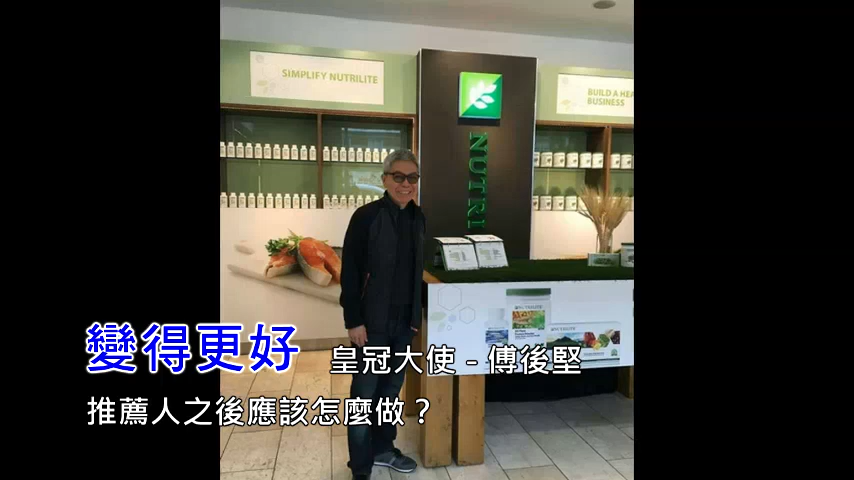 SIMPLIFY NUTRILITE
BUILD A HEA
BUSINESS
NUTRI
NUTRILITE
變得更好 皇冠大使 - 傅後堅
推薦人之後應該怎麼做？